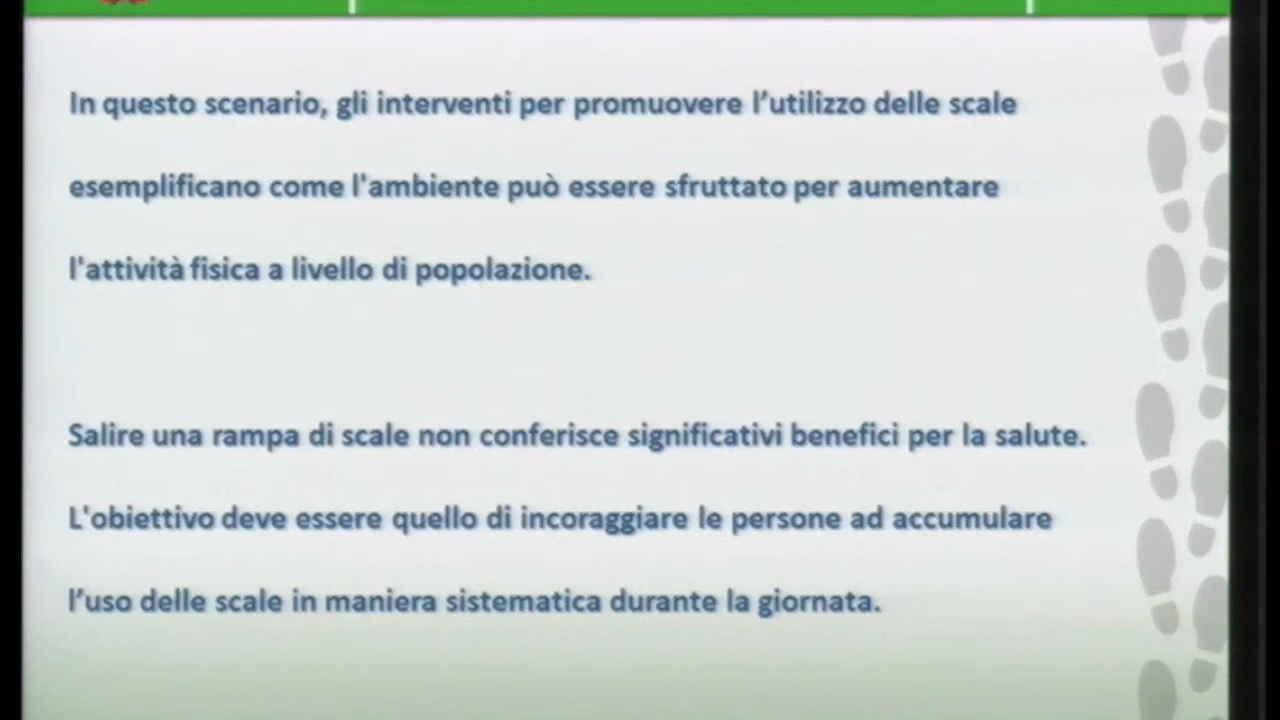 In questo scenario, gli interventi per promuovere l’utilizzo delle scale
esemplificano come l'ambiente può essere sfruttato per aumentare
l'attività fisica a livello di popolazione.
Salire una rampa di scale non conferisce significativi benefici per la salute.
L'obiettivo deve essere quello di incoraggiare le persone ad accumulare
l’uso delle scale in maniera sistematica durante la giornata.